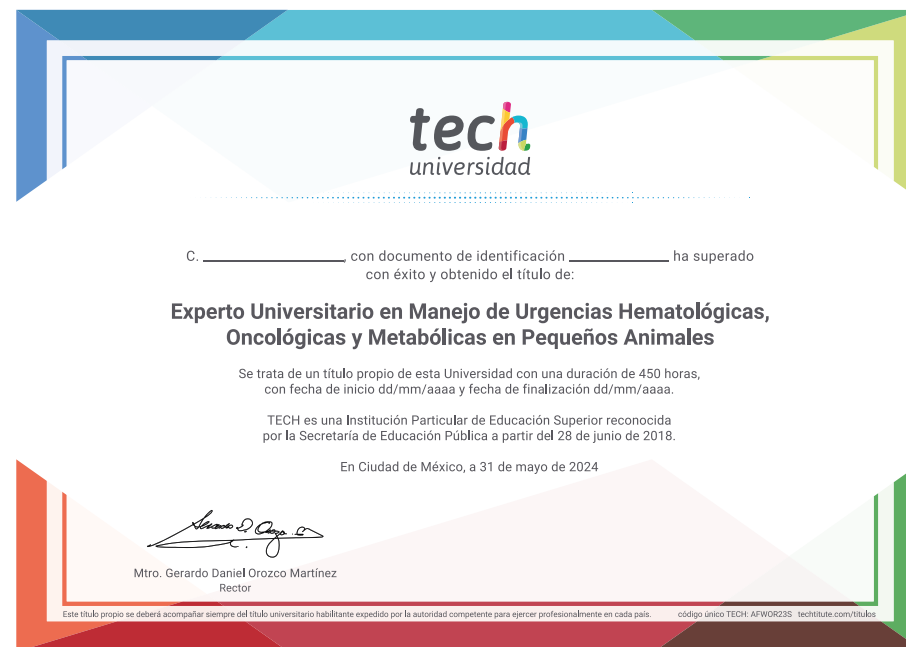 tech
universidad
C. ____________, con documento de identificación ____________ ha superado
con éxito y obtenido el título de:
Experto Universitario en Manejo de Urgencias Hematológicas,
Oncológicas y Metabólicas en Pequeños Animales
Se trata de un título propio de esta Universidad con una duración de 450 horas,
con fecha de inicio dd/mm/aaaa y fecha de finalización dd/mm/aaaa.
TECH es una Institución Particular de Educación Superior reconocida
por la Secretaría de Educación Pública a partir del 28 de junio de 2018.
En Ciudad de México, a 31 de mayo de 2024
Mtro. Gerardo Daniel Orozco Martínez
Rector
Este título propio se deberá acompañar siempre del título universitario habilitante expedido por la autoridad competente para ejercer profesionalmente en cada país. código único TECH: AFWOR23S techtitute.com/titulos